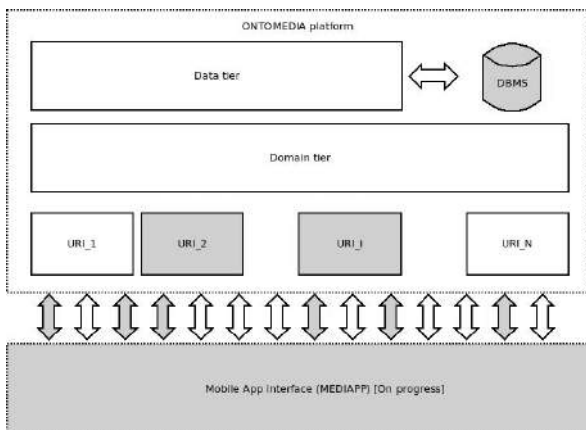 ONTOMEDIA platform
Data tier
DBMS
Domain tier
URI_1
URI_2
URI_I
URI_N
Mobile App Interface (MEDIAPP) [On progress]